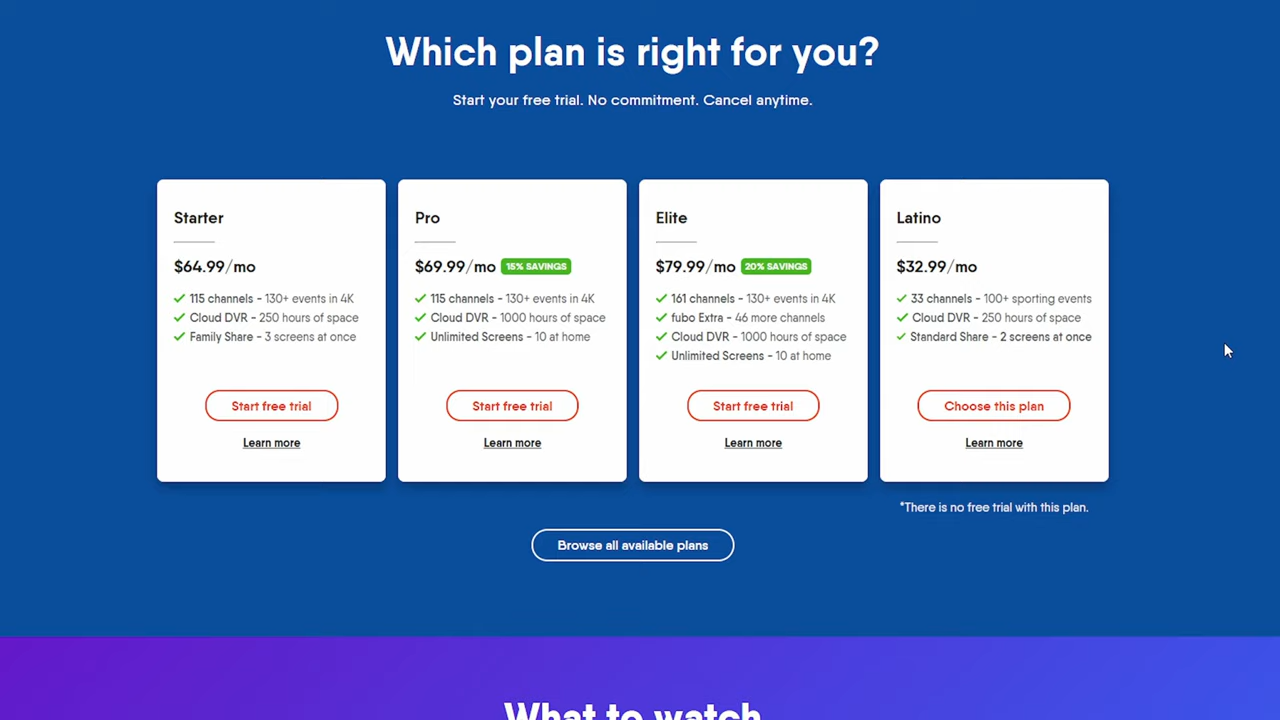 Which plan is right for you?
Start your free trial. No commitment. Cancel anytime.
Starter
$64.99/mo
115 channels - 130+ events in 4K
Cloud DVR - 250 hours of space
Family Share - 3 screens at once
Start free trial
Learn more
Pro
$69.99/mo 15% SAVINGS
115 channels - 130+ events in 4K
Cloud DVR - 1000 hours of space
Unlimited Screens - 10 at home
Start free trial
Learn more
Elite
$79.99/mo 20% SAVINGS
161 channels - 130+ events in 4K
fubo Extra - 46 more channels
Cloud DVR - 1000 hours of space
Unlimited Screens - 10 at home
Start free trial
Learn more
Latino
$32.99/mo
33 channels - 100+ sporting events
Cloud DVR - 250 hours of space
Standard Share - 2 screens at once
Choose this plan
Learn more
*There is no free trial with this plan.
Browse all available plans
What to watch